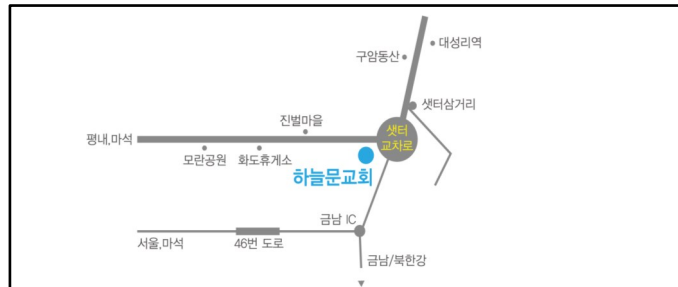 대성리역
구암동산
샛터삼거리
진벌마을
샛터
교차로
평내,마석
모란공원
화도휴게소
하늘문교회
금남 IC
서울,마석
46번 도로
금남/북한강